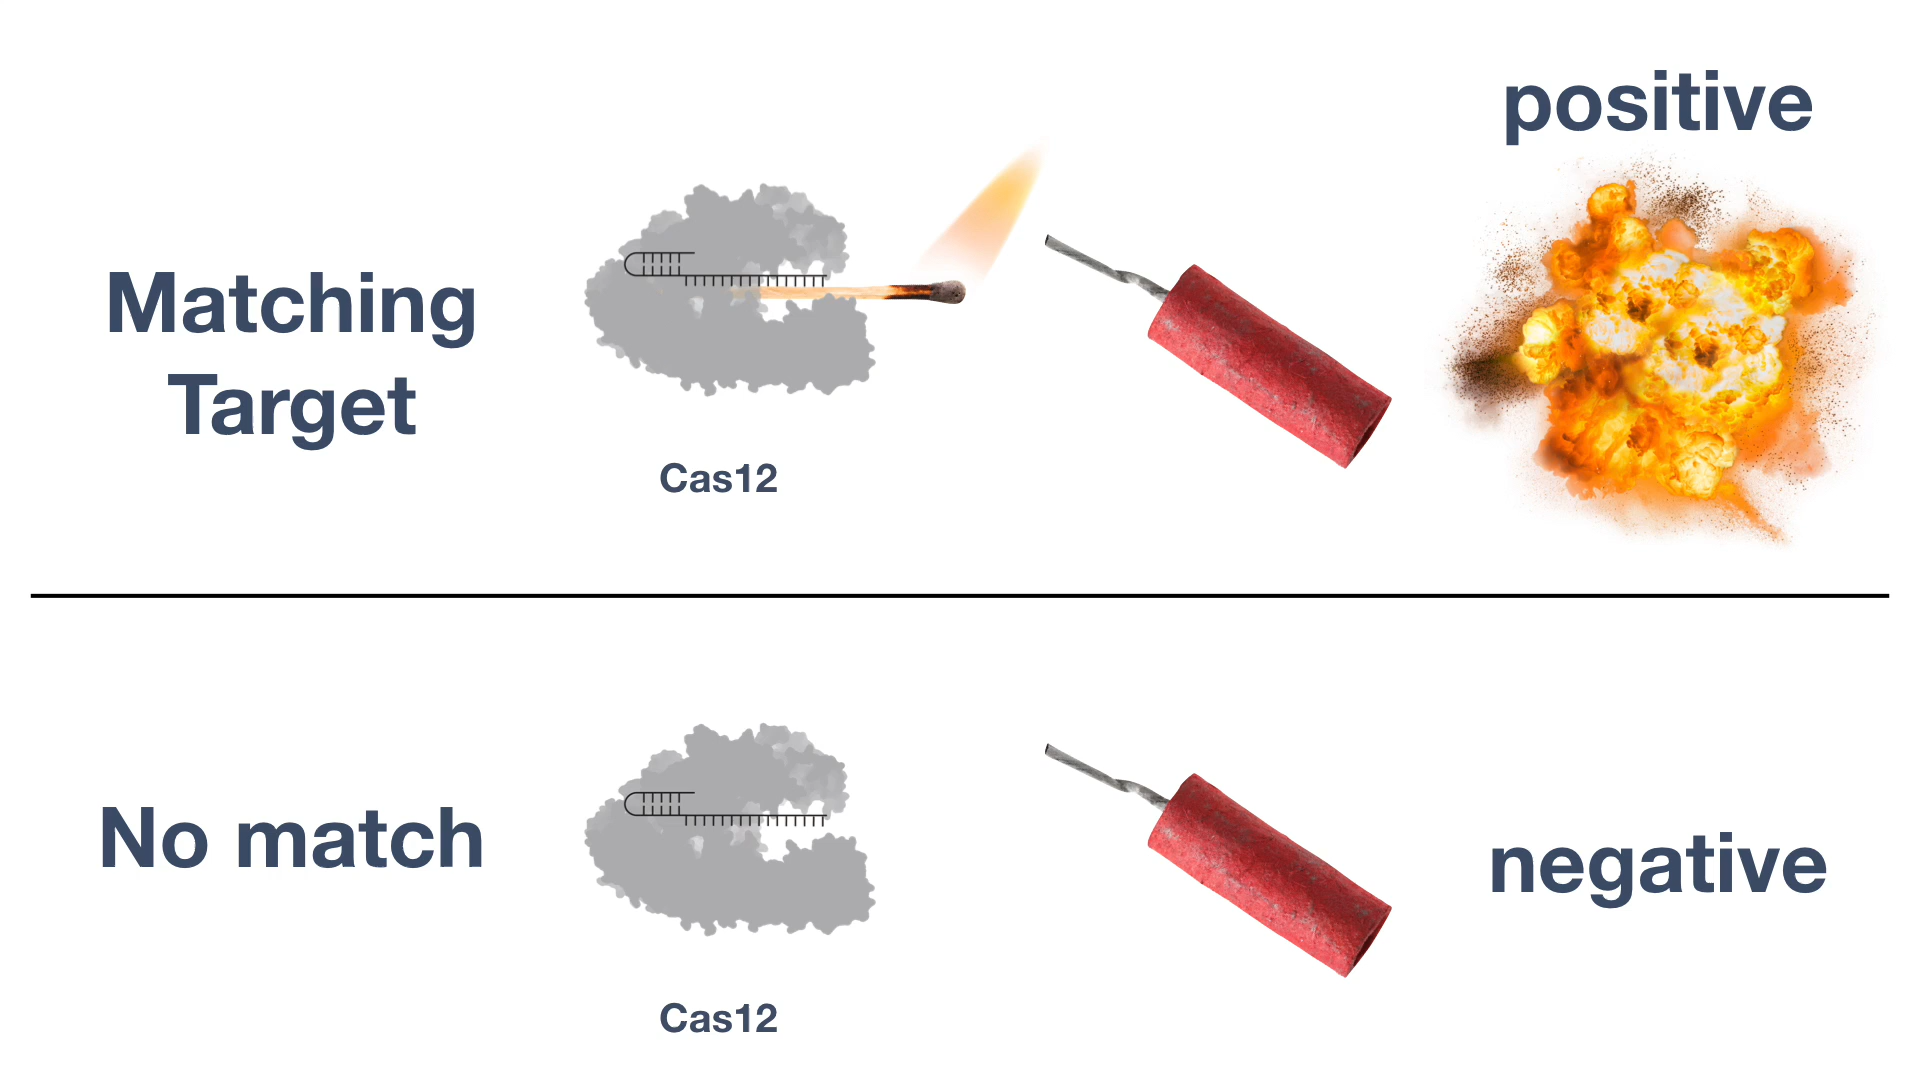 positive
Matching
Target
Cas12
No match
negative
Cas12